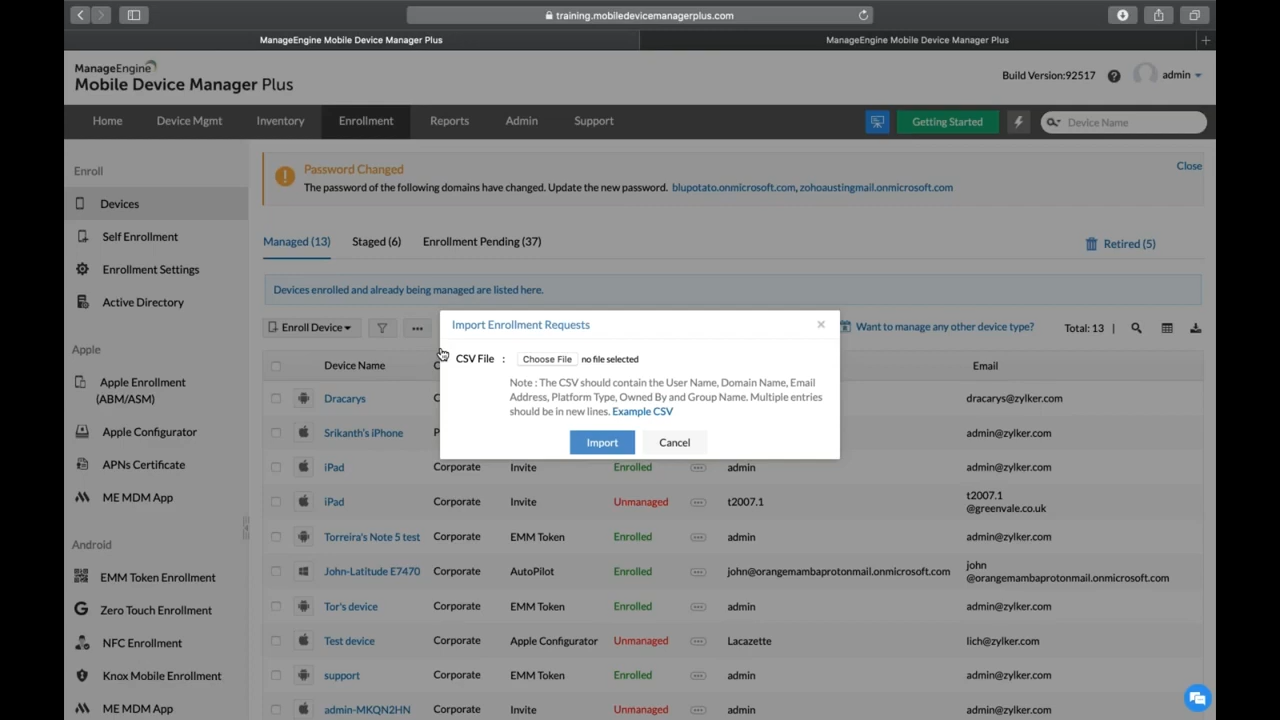 training.mobiledevicemanagerplus.com
ManageEngine Mobile Device Manager Plus
ManageEngine Mobile Device Manager Plus
ManageEngine
Mobile Device Manager Plus
Build Version:92517
admin
Home
Device Mgmt
Inventory
Enrollment
Reports
Admin
Support
Getting Started
Device Name
Enroll
Devices
Self Enrollment
Enrollment Settings
Active Directory
Apple
Apple Enrollment
(ABM/ASM)
Apple Configurator
APNs Certificate
ME MDM App
Android
EMM Token Enrollment
Zero Touch Enrollment
NFC Enrollment
Knox Mobile Enrollment
ME MDM App
Password Changed
Close
The password of the following domains have changed. Update the new password. blupotato.onmicrosoft.com, zohoaustingmail.onmicrosoft.com
Managed (13)
Staged (6)
Enrollment Pending (37)
Retired (5)
Devices enrolled and already being managed are listed here.
Enroll Device
Want to manage any other device type?
Total: 13
Import Enrollment Requests
CSV File :
Choose File no file selected
Note : The CSV should contain the User Name, Domain Name, Email
Address, Platform Type, Owned By and Group Name. Multiple entries
should be in new lines. Example CSV
Import
Cancel
Device Name
Email
Dracarys
dracarys@zylker.com
Srikanth's iPhone
admin@zylker.com
iPad Corporate Invite Enrolled admin admin@zylker.com
iPad Corporate Invite Unmanaged t2007.1 t2007.1
@greenvale.co.uk
Torreira's Note 5 test Corporate EMM Token Enrolled admin admin@zylker.com
John-Latitude E7470 Corporate AutoPilot Enrolled john@orangemambaprotonmail.onmicrosoft.com john
@orangemambaprotonmail.onmicrosoft.com
Tor's device Corporate EMM Token Enrolled admin admin@zylker.com
Test device Corporate Apple Configurator Unmanaged Lacazette lich@zylker.com
support Corporate EMM Token Enrolled admin admin@zylker.com
admin-MKQN2HN Corporate Invite Unmanaged admin admin@zylker.com